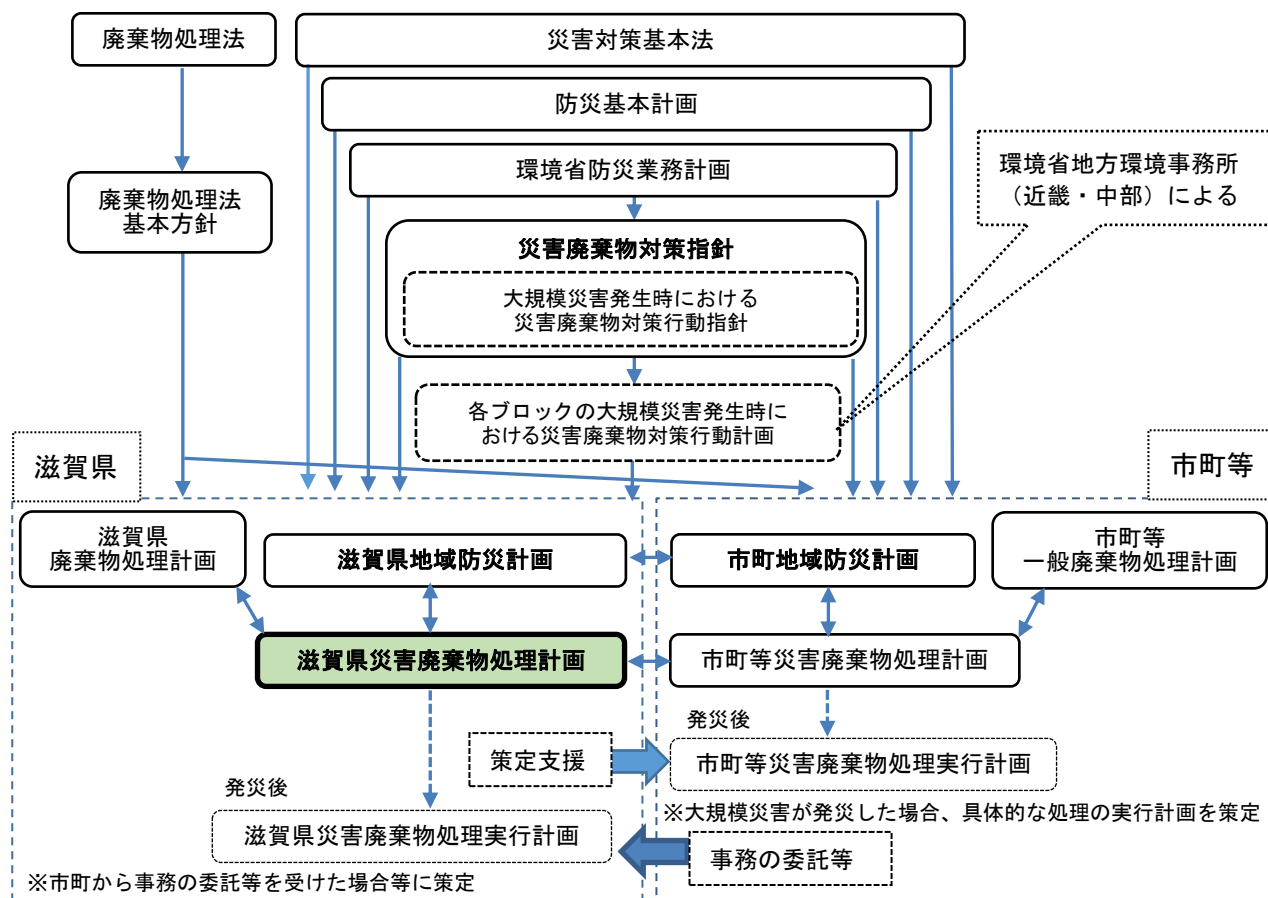 廃棄物処理法
災害対策基本法
防災基本計画
環境省防災業務計画
環境省地方環境事務所
（近畿・中部）による
廃棄物処理法
基本方針
災害廃棄物対策指針
大規模災害発生時における
災害廃棄物対策行動指針
各ブロックの大規模災害発生時に
おける災害廃棄物対策行動計画
滋賀県
市町等
滋賀県
廃棄物処理計画
滋賀県地域防災計画
市町地域防災計画
市町等
一般廃棄物処理計画
滋賀県災害廃棄物処理計画
市町等災害廃棄物処理計画
発災後
策定支援
市町等災害廃棄物処理実行計画
発災後
※大規模災害が発災した場合、具体的な処理の実行計画を策定
滋賀県災害廃棄物処理実行計画
事務の委託等
※市町から事務の委託等を受けた場合等に策定